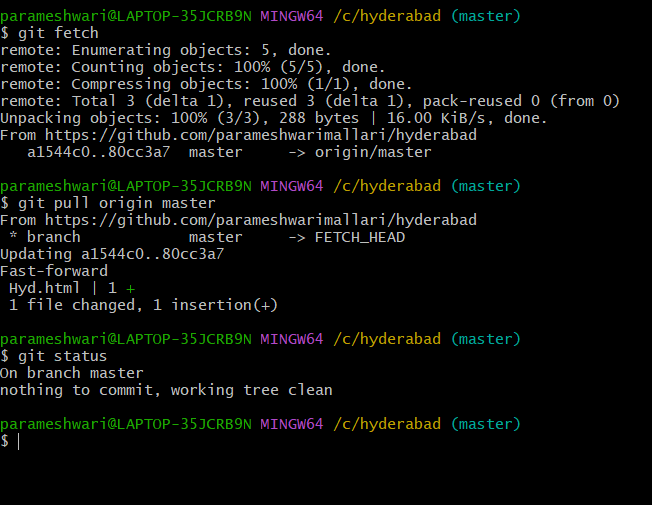 parameshwari@LAPTOP-35JCRB9N MINGW64 /c/hyderabad (master)
$ git fetch
remote: Enumerating objects: 5, done.
remote: Counting objects: 100% (5/5), done.
remote: Compressing objects: 100% (1/1), done.
remote: Total 3 (delta 1), reused 3 (delta 1), pack-reused 0 (from 0)
Unpacking objects: 100% (3/3), 288 bytes | 16.00 KiB/s, done.
From https://github.com/parameshwarimallari/hyderabad
   a1544c0..80cc3a7  master     -> origin/master

parameshwari@LAPTOP-35JCRB9N MINGW64 /c/hyderabad (master)
$ git pull origin master
From https://github.com/parameshwarimallari/hyderabad
 * branch            master     -> FETCH_HEAD
Updating a1544c0..80cc3a7
Fast-forward
 Hyd.html | 1 +
 1 file changed, 1 insertion(+)

parameshwari@LAPTOP-35JCRB9N MINGW64 /c/hyderabad (master)
$ git status
On branch master
nothing to commit, working tree clean

parameshwari@LAPTOP-35JCRB9N MINGW64 /c/hyderabad (master)
$